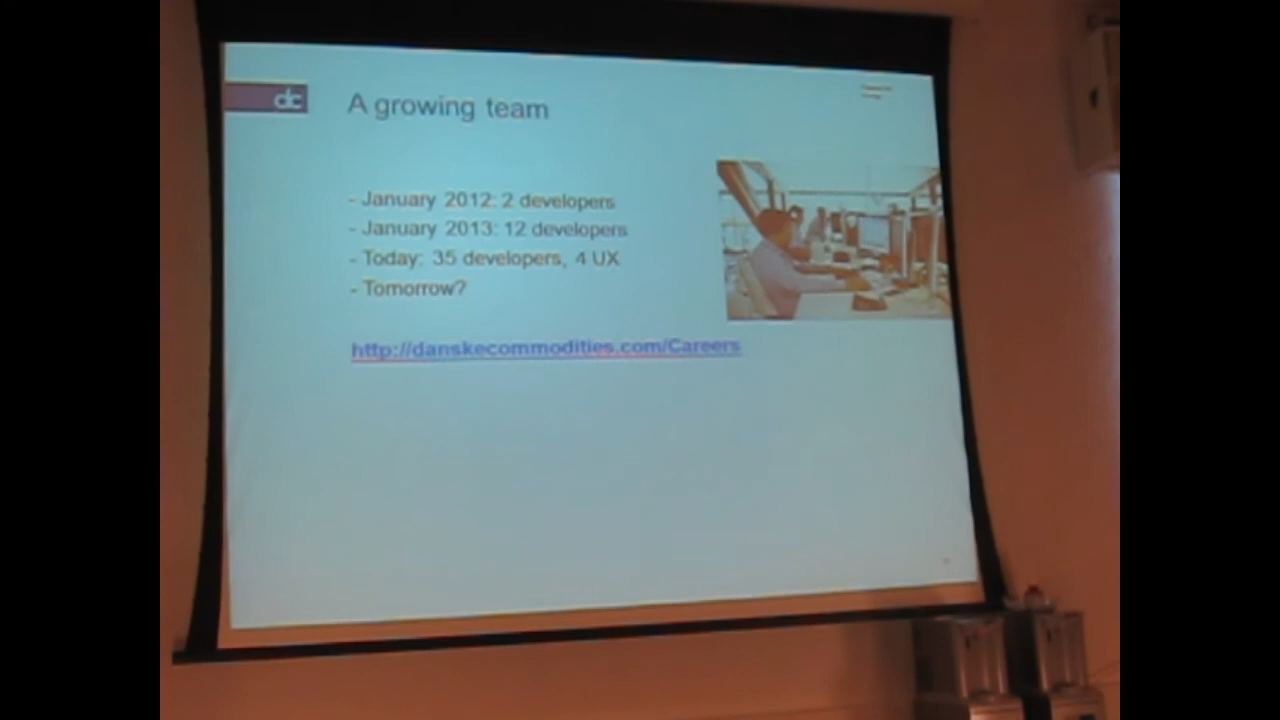 dc
A growing team
- January 2012: 2 developers
- January 2013: 12 developers
- Today: 35 developers, 4 UX
- Tomorrow?
http://danskecommodities.com/Careers